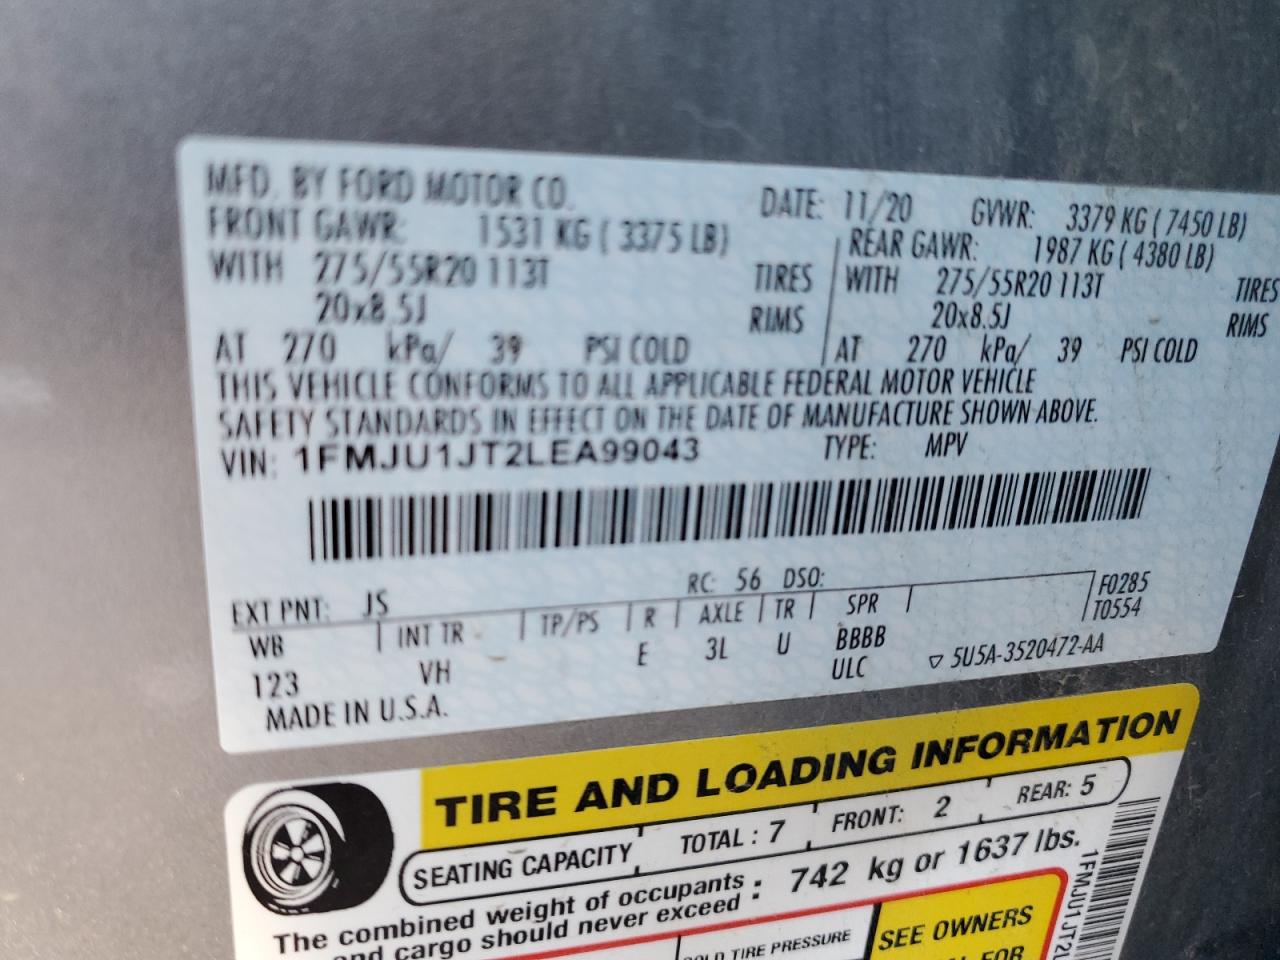 MFD. BY FORD MOTOR CO.
DATE: 11/20 GVWR: 3379 KG ( 7450 LB)
FRONT GAWR: 1531 KG ( 3375 LB)
WITH 275/55R20 113T TIRES
20x8.5J RIMS
AT 270 kPa/ 39 PSI COLD
REAR GAWR: 1987 KG ( 4380 LB)
WITH 275/55R20 113T TIRES
20x8.5J RIMS
AT 270 kPa/ 39 PSI COLD
THIS VEHICLE CONFORMS TO ALL APPLICABLE FEDERAL MOTOR VEHICLE
SAFETY STANDARDS IN EFFECT ON THE DATE OF MANUFACTURE SHOWN ABOVE.
VIN: 1FMJU1JT2LEA99043 TYPE: MPV
EXT PNT: JS RC: 56 DSO: F0285
T0554
WB INT TR TP/PS R AXLE TR SPR
123 VH E 3L U BBBB
ULC
5U5A-3520472-AA
MADE IN U.S.A.
TIRE AND LOADING INFORMATION
SEATING CAPACITY TOTAL : 7 FRONT: 2 REAR: 5
The combined weight of occupants
and cargo should never exceed : 742 kg or 1637 lbs.
COLD TIRE PRESSURE
SEE OWNERS
FOR
1FMJU1JT2L